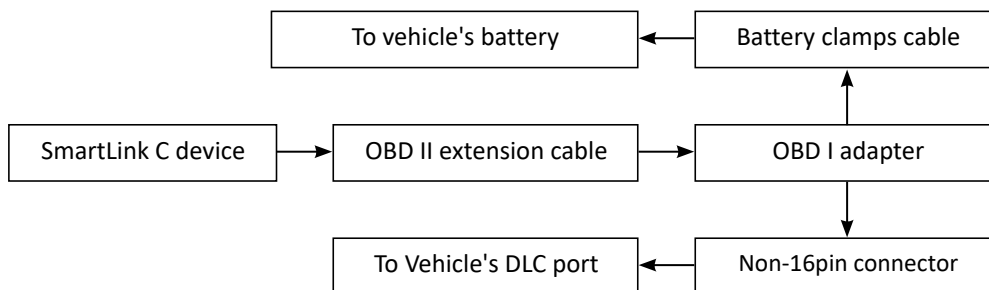 To vehicle's battery
Battery clamps cable
SmartLink C device
OBD II extension cable
OBD I adapter
To Vehicle's DLC port
Non-16pin connector